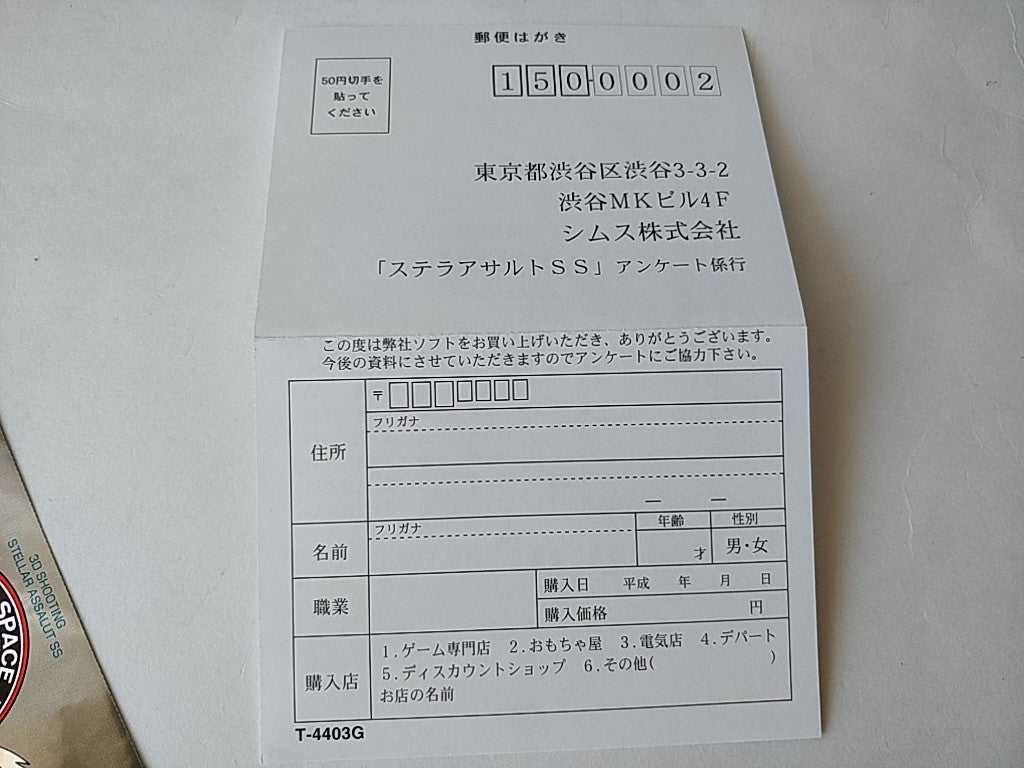 郵便はがき
50円切手を
貼って
ください
150-0002
東京都渋谷区渋谷3-3-2
渋谷MKビル4F
シムス株式会社
「ステラアサルトSS」アンケート係行
この度は弊社ソフトをお買い上げいただき、ありがとうございます。
今後の資料にさせていただきますのでアンケートにご協力下さい。
住所
〒
フリガナ
― ―
名前
フリガナ
年齢
才
性別
男・女
職業
購入日 平成 年 月 日
購入価格 円
購入店
1.ゲーム専門店 2.おもちゃ屋 3.電気店 4.デパート
5.ディスカウントショップ 6.その他( )
お店の名前
T-4403G
3D SHOOTING
STELLAR ASSALUT SS
SPACE